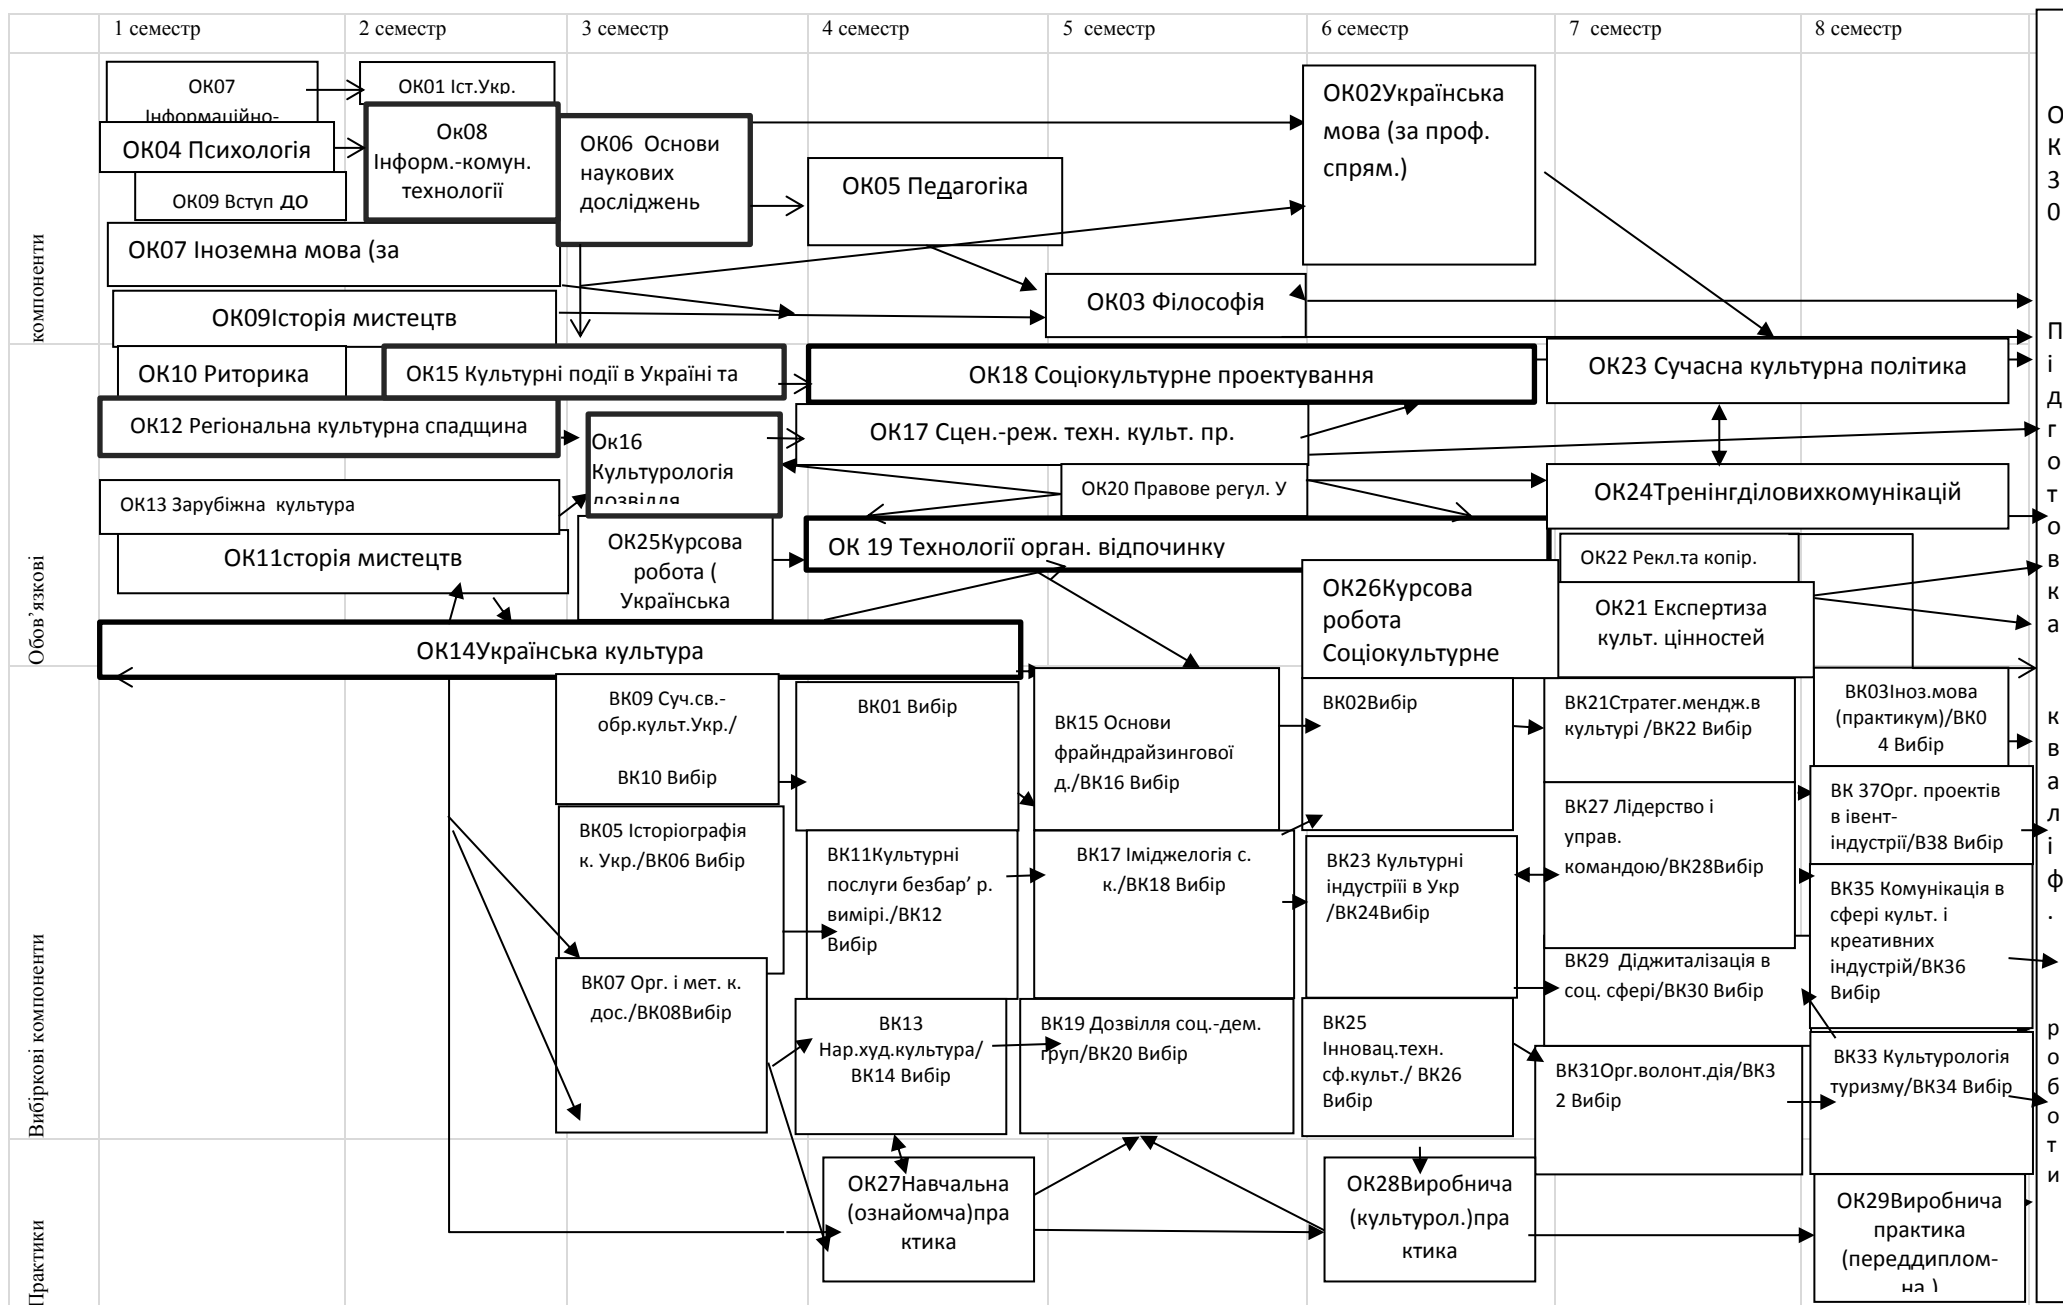 1 семестр
2 семестр
3 семестр
4 семестр
5 семестр
6 семестр
7 семестр
8 семестр
компоненти
ОК07
Інформаційно-
ОК01 Іст.Укр.
ОК04 Психологія
Ок08
Інформ.-комун.
технології
ОК09 Вступ до
ОК06 Основи
наукових
досліджень
ОК05 Педагогіка
ОК02Українська
мова (за проф.
спрям.)
ОК07 Іноземна мова (за
ОК09Історія мистецтв
ОК03 Філософія
Обов’язкові
ОК10 Риторика
ОК15 Культурні події в Україні та
ОК18 Соціокультурне проектування
ОК23 Сучасна культурна політика
ОК12 Регіональна культурна спадщина
Ок16
Культурологія
дозвілля
ОК17 Сцен.-реж. техн. культ. пр.
ОК13 Зарубіжна культура
ОК20 Правове регул. У
ОК24Тренінгділовихкомунікацій
ОК11сторія мистецтв
ОК25Курсова
робота (
Українська
ОК 19 Технології орган. відпочинку
ОК22 Рекл.та копір.
ОК26Курсова
робота
Соціокультурне
ОК21 Експертиза
культ. цінностей
ОК14Українська культура
Вибіркові компоненти
ВК09 Суч.св.-
обр.культ.Укр./
ВК10 Вибір
ВК01 Вибір
ВК15 Основи
фрайндрайзингової
д./ВК16 Вибір
ВК02Вибір
ВК21Стратег.мендж.в
культурі /ВК22 Вибір
ВК03Іноз.мова
(практикум)/ВК0
4 Вибір
ВК05 Історіографія
к. Укр./ВК06 Вибір
ВК11Культурні
послуги безбар’ р.
вимірі./ВК12
Вибір
ВК17 Іміджелогія с.
к./ВК18 Вибір
ВК23 Культурні
індустріїі в Укр
/ВК24Вибір
ВК27 Лідерство і
управ.
командою/ВК28Вибір
ВК 37Орг. проектів
в івент-
індустрії/В38 Вибір
ВК07 Орг. і мет. к.
дос./ВК08Вибір
ВК29 Діджиталізація в
соц. сфері/ВК30 Вибір
ВК35 Комунікація в
сфері культ. і
креативних
індустрій/ВК36
Вибір
ВК13
Нар.худ.культура/
ВК14 Вибір
ВК19 Дозвілля соц.-дем.
груп/ВК20 Вибір
ВК25
Інновац.техн.
сф.культ./ ВК26
Вибір
ВК31Орг.волонт.дія/ВК3
2 Вибір
ВК33 Культурологія
туризму/ВК34 Вибір
Практики
ОК27Навчальна
(ознайомча)пра
ктика
ОК28Виробнича
(культурол.)пра
ктика
ОК29Виробнича
практика
(переддиплом-
на )
ОК30 Підготовка кваліф. роботи